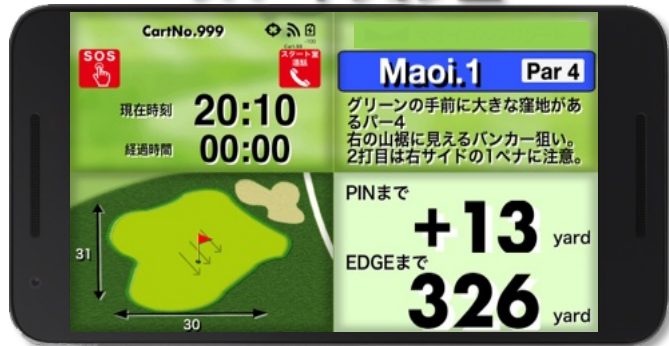 CartNo.999
SOS
スタート室
連絡
現在時刻 20:10
経過時間 00:00
Maoi.1 Par 4
グリーンの手前に大きな窪地があ
るパー4
右の山裾に見えるバンカー狙い。
2打目は右サイドの1ペナに注意。
31
30
PINまで
+13 yard
EDGEまで
326 yard